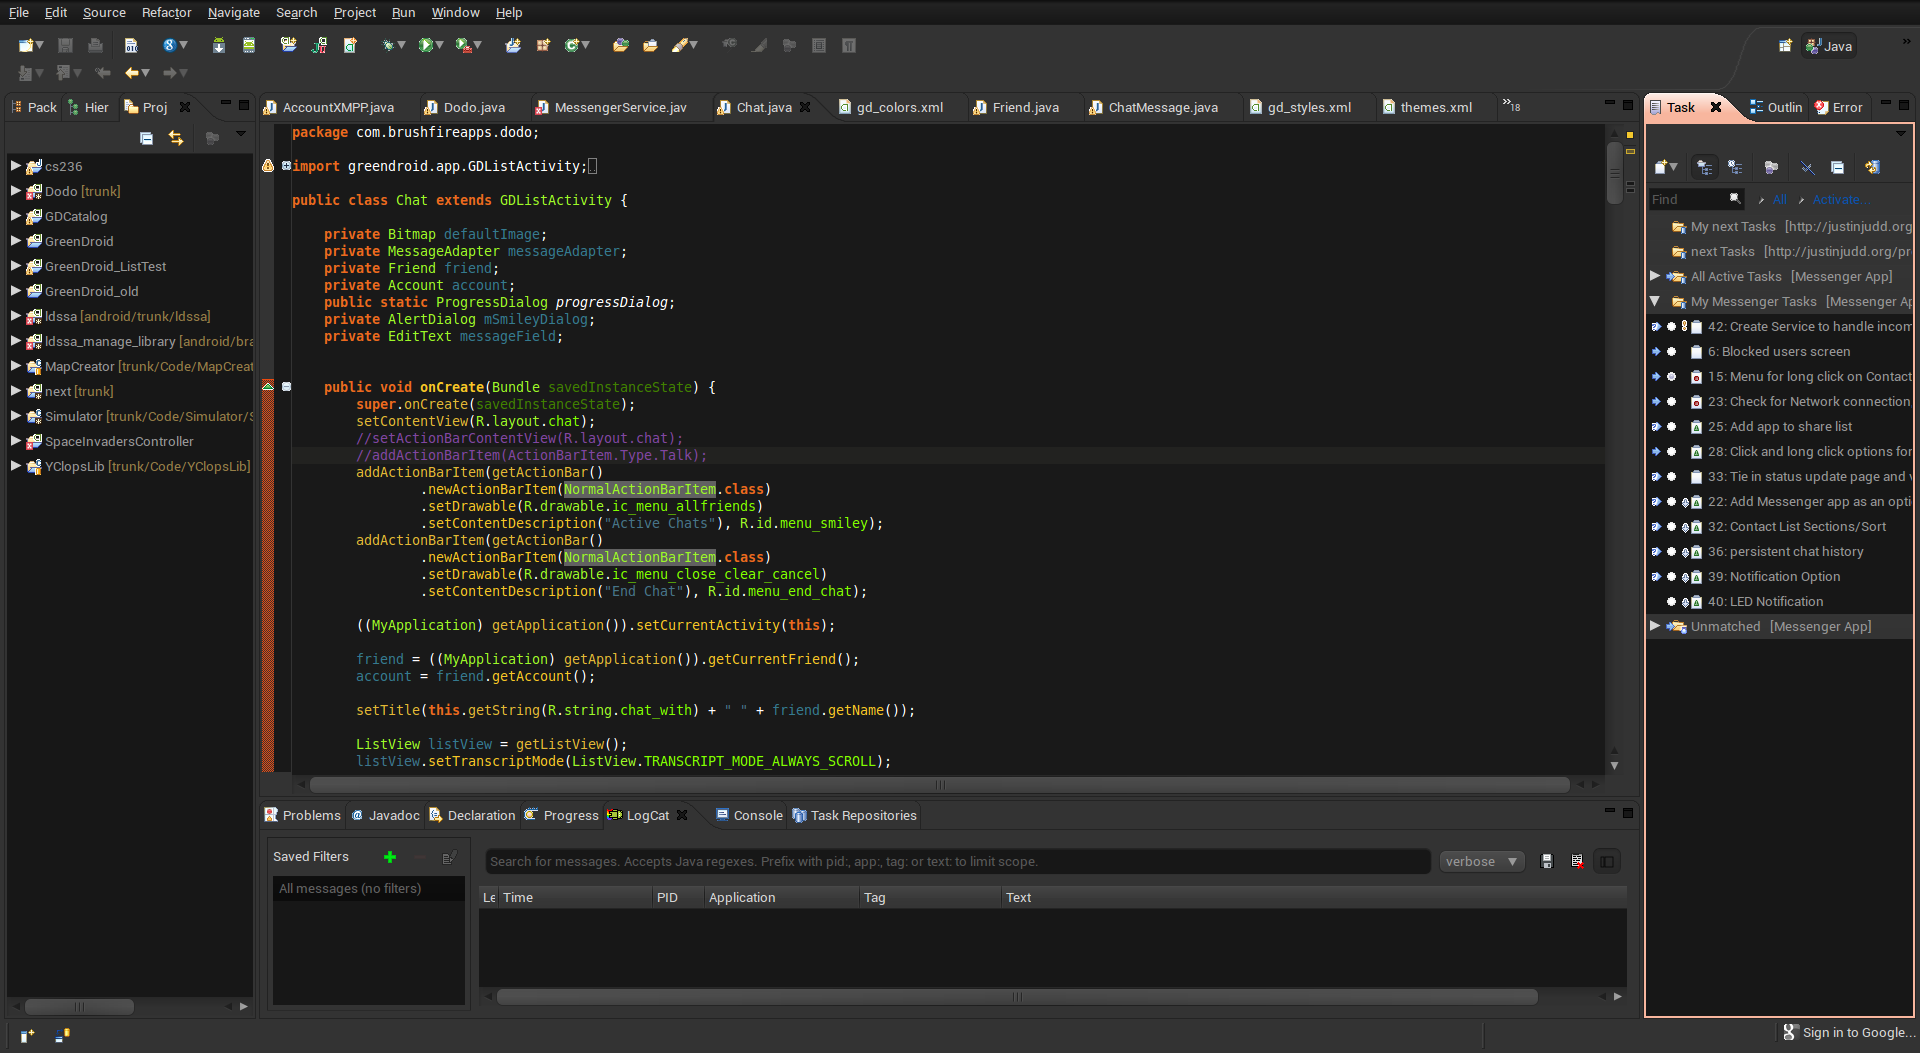 File Edit Source Refactor Navigate Search Project Run Window Help
Java
Pack Hier Proj
cs236
Dodo [trunk]
GDCatalog
GreenDroid
GreenDroid_ListTest
GreenDroid_old
ldssa [android/trunk/ldssa]
ldssa_manage_library [android/bra
MapCreator [trunk/Code/MapCreat
next [trunk]
Simulator [trunk/Code/Simulator/S
SpaceInvadersController
YClopsLib [trunk/Code/YClopsLib]
AccountXMPP.java Dodo.java MessengerService.jav Chat.java gd_colors.xml Friend.java ChatMessage.java gd_styles.xml themes.xml »18
package com.brushfireapps.dodo;
import greendroid.app.GDListActivity;
public class Chat extends GDListActivity {
private Bitmap defaultImage;
private MessageAdapter messageAdapter;
private Friend friend;
private Account account;
public static ProgressDialog progressDialog;
private AlertDialog mSmileyDialog;
private EditText messageField;
public void onCreate(Bundle savedInstanceState) {
super.onCreate(savedInstanceState);
setContentView(R.layout.chat);
//setActionBarContentView(R.layout.chat);
//addActionBarItem(ActionBarItem.Type.Talk);
addActionBarItem(getActionBar()
.newActionBarItem(NormalActionBarItem.class)
.setDrawable(R.drawable.ic_menu_allfriends)
.setContentDescription("Active Chats"), R.id.menu_smiley);
addActionBarItem(getActionBar()
.newActionBarItem(NormalActionBarItem.class)
.setDrawable(R.drawable.ic_menu_close_clear_cancel)
.setContentDescription("End Chat"), R.id.menu_end_chat);
((MyApplication) getApplication()).setCurrentActivity(this);
friend = ((MyApplication) getApplication()).getCurrentFriend();
account = friend.getAccount();
setTitle(this.getString(R.string.chat_with) + " " + friend.getName());
ListView listView = getListView();
listView.setTranscriptMode(ListView.TRANSCRIPT_MODE_ALWAYS_SCROLL);
Problems Javadoc Declaration Progress LogCat Console Task Repositories
Saved Filters
All messages (no filters)
Search for messages. Accepts Java regexes. Prefix with pid:, app:, tag: or text: to limit scope.
verbose
Le Time PID Application Tag Text
Task Outlin Error
Find All Activate...
My next Tasks [http://justinjudd.org
next Tasks [http://justinjudd.org/pr
All Active Tasks [Messenger App]
My Messenger Tasks [Messenger Ap
42: Create Service to handle incom
6: Blocked users screen
15: Menu for long click on Contact
23: Check for Network connection
25: Add app to share list
28: Click and long click options for
33: Tie in status update page and v
22: Add Messenger app as an opti
32: Contact List Sections/Sort
36: persistent chat history
39: Notification Option
40: LED Notification
Unmatched [Messenger App]
Sign in to Google...